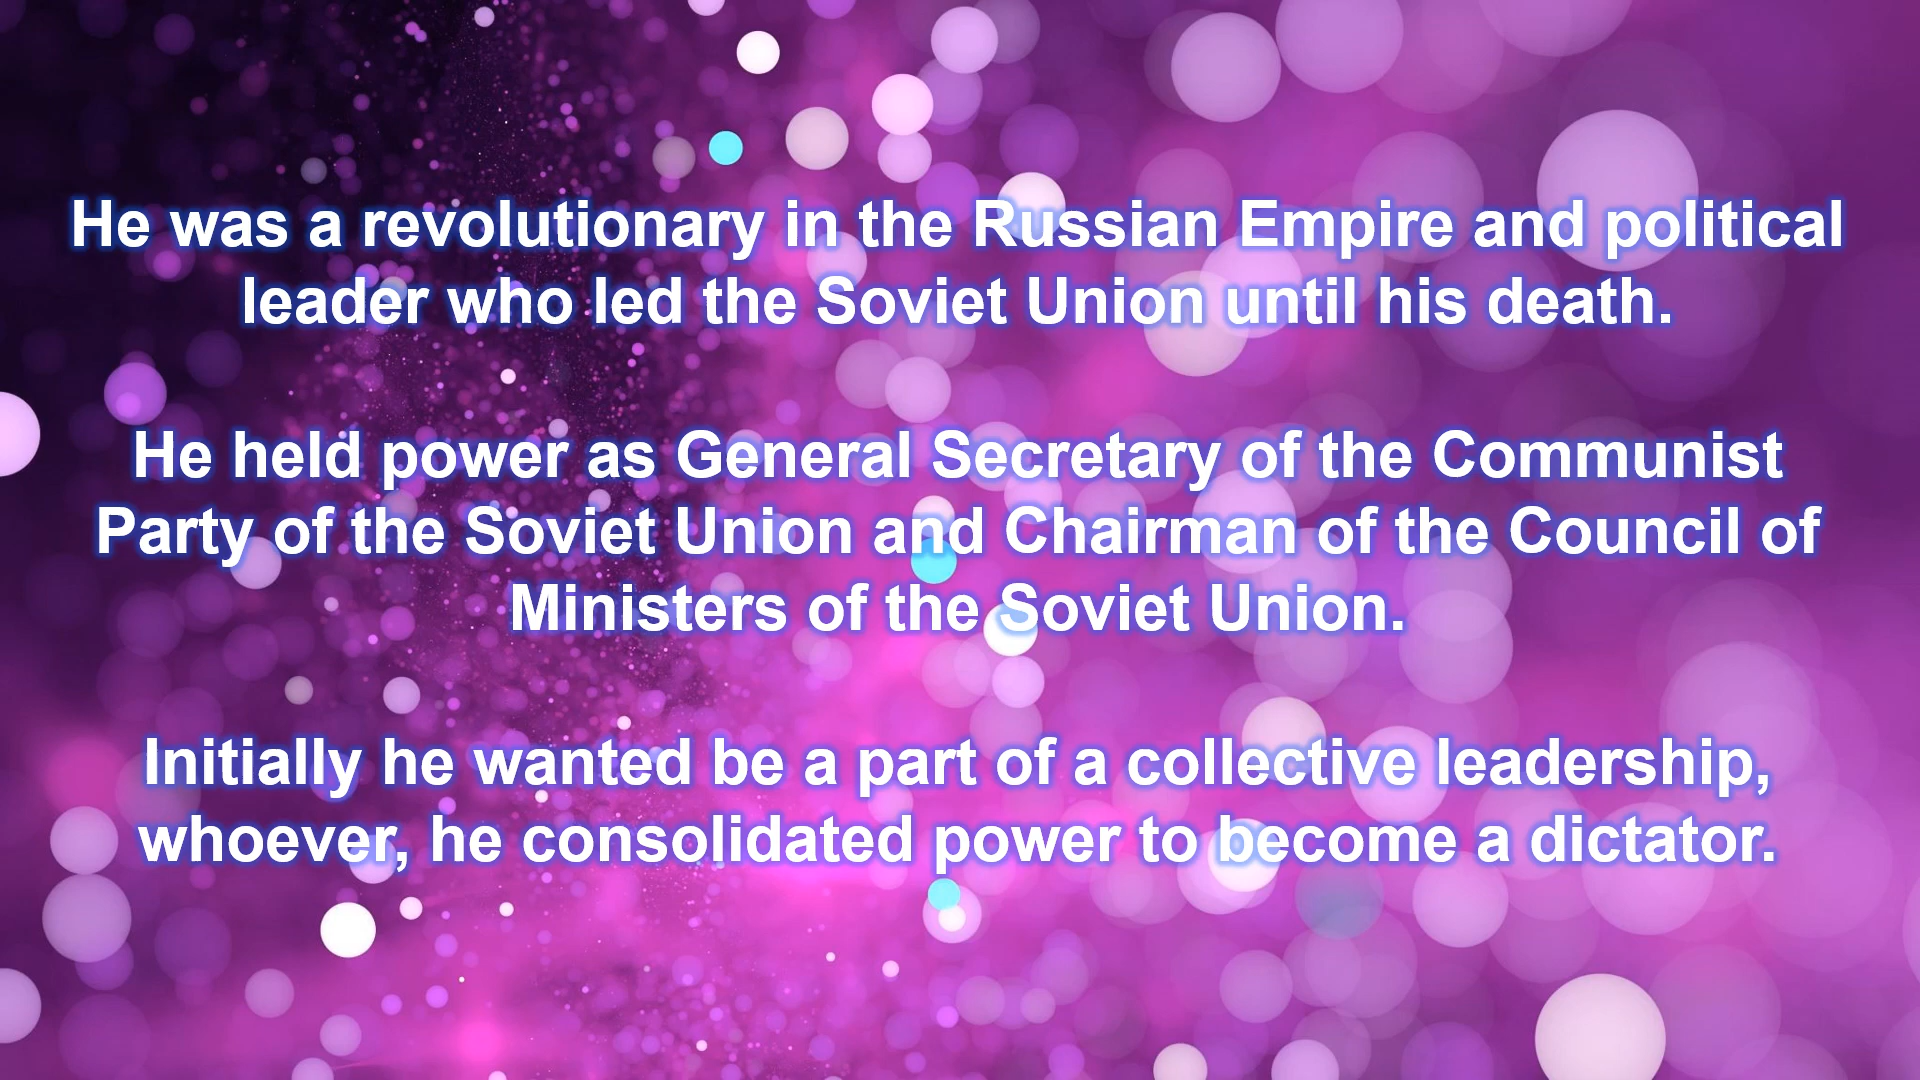 He was a revolutionary in the Russian Empire and political
leader who led the Soviet Union until his death.
He held power as General Secretary of the Communist
Party of the Soviet Union and Chairman of the Council of
Ministers of the Soviet Union.
Initially he wanted be a part of a collective leadership,
whoever, he consolidated power to become a dictator.